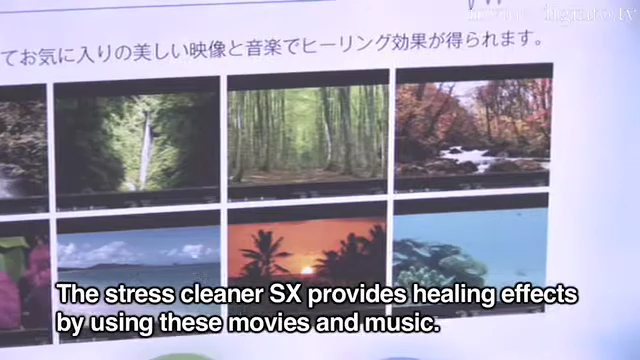 てお気に入りの美しい映像と音楽でヒーリング効果が得られます。
The stress cleaner SX provides healing effects
by using these movies and music.